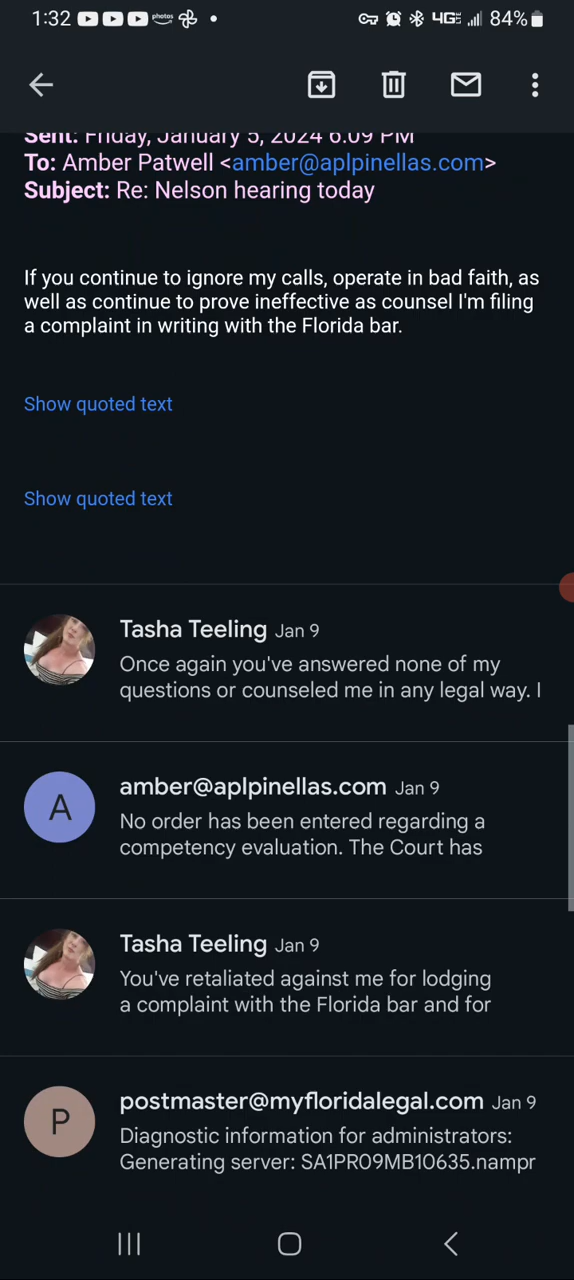 1:32 photos 4G 84%
Sent: Friday, January 5, 2024 6:09 PM
To: Amber Patwell <amber@aplpinellas.com>
Subject: Re: Nelson hearing today
If you continue to ignore my calls, operate in bad faith, as
well as continue to prove ineffective as counsel I'm filing
a complaint in writing with the Florida bar.
Show quoted text
Show quoted text
Tasha Teeling Jan 9
Once again you've answered none of my
questions or counseled me in any legal way. I
A
amber@aplpinellas.com Jan 9
No order has been entered regarding a
competency evaluation. The Court has
Tasha Teeling Jan 9
You've retaliated against me for lodging
a complaint with the Florida bar and for
P
postmaster@myfloridalegal.com Jan 9
Diagnostic information for administrators:
Generating server: SA1PR09MB10635.nampr